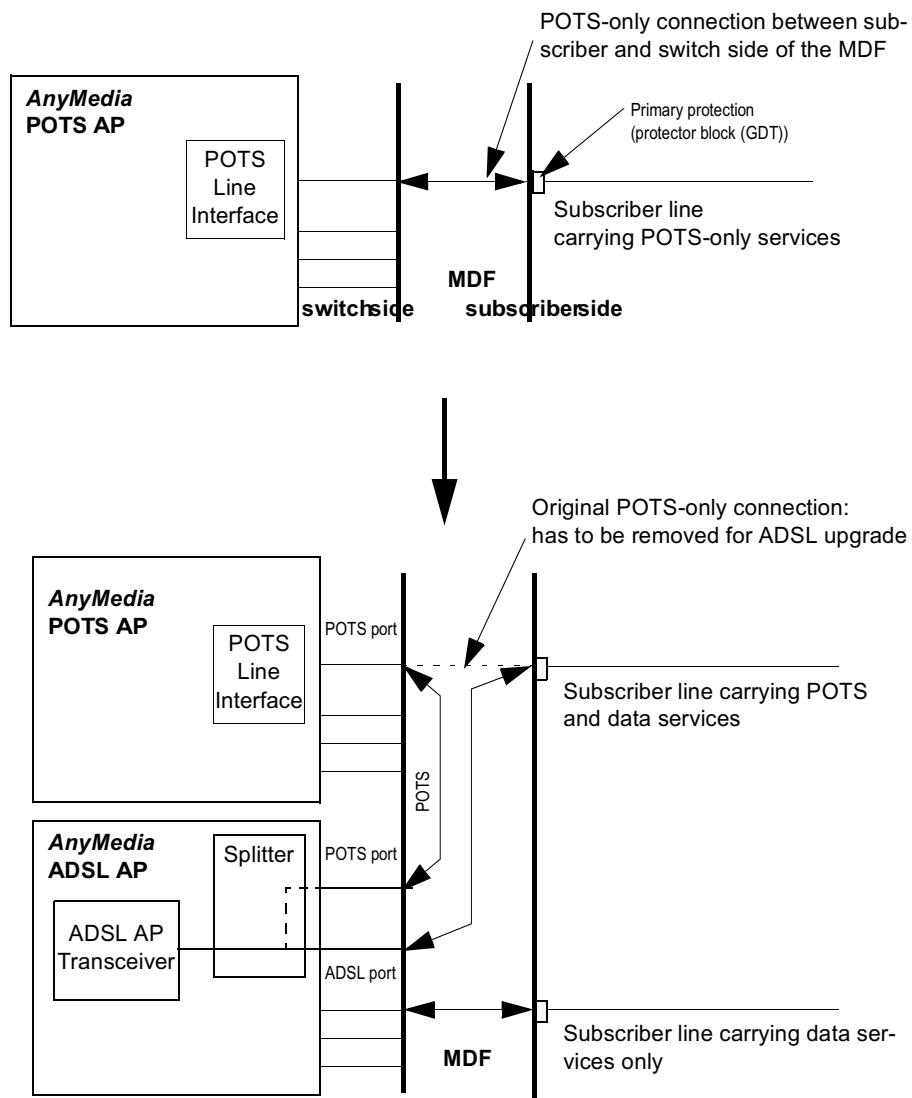 POTS-only connection between sub-
scriber and switch side of the MDF
AnyMedia
POTS AP
Primary protection
(protector block (GDT))
POTS
Line
Interface
Subscriber line
carrying POTS-only services
MDF
switch side
subscriber side
Original POTS-only connection:
has to be removed for ADSL upgrade
AnyMedia
POTS AP
POTS port
POTS
Line
Interface
Subscriber line carrying POTS
and data services
POTS
AnyMedia
ADSL AP
Splitter
POTS port
ADSL AP
Transceiver
ADSL port
Subscriber line carrying data ser-
vices only
MDF